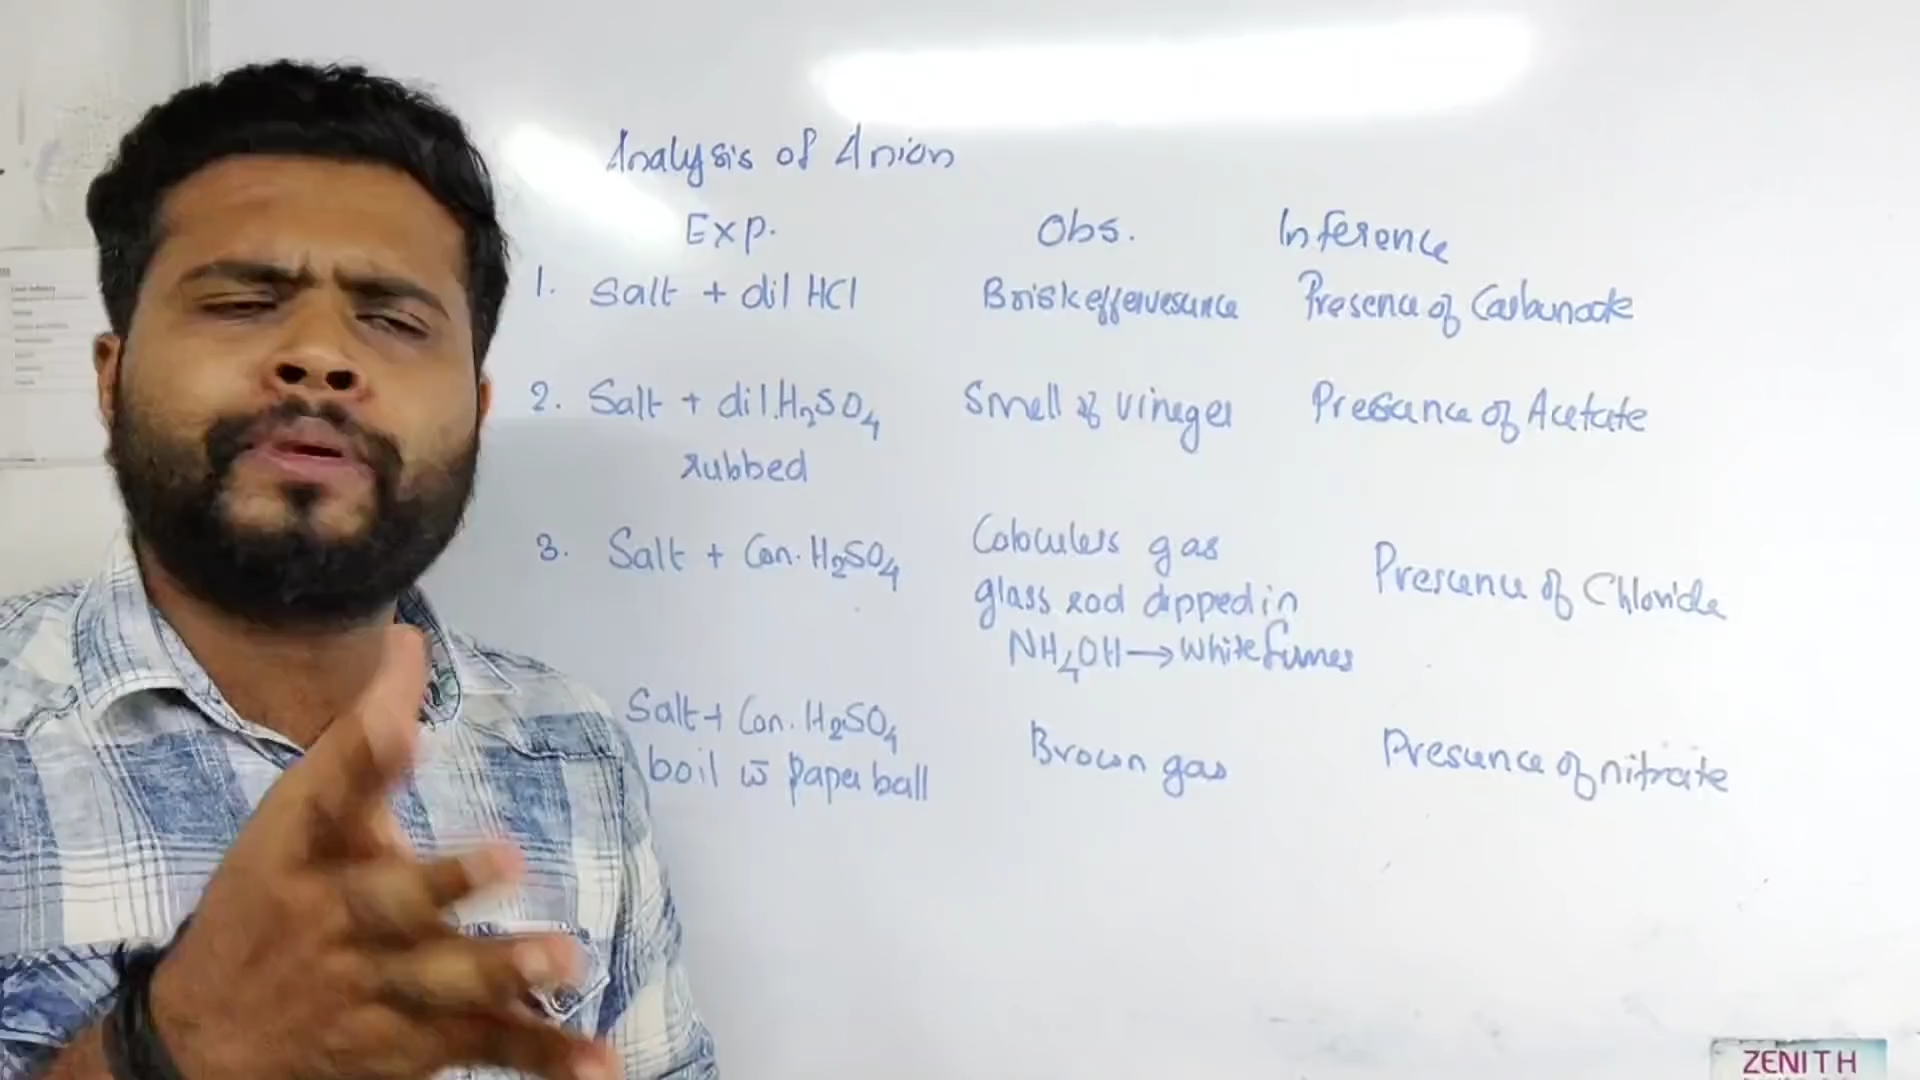 Analysis of Anion
Exp. Obs. Inference
1. Salt + dil HCl Brisk effervesance Presence of Carbonate
2. Salt + dil. H₂SO₄ Smell of vineger Presence of Acetate
rubbed
3. Salt + Con. H₂SO₄ Colourless gas Presence of Chloride
glass rod dipped in
NH₄OH → White fumes
Salt + Con. H₂SO₄ Brown gas Presence of nitrate
boil w̅ paper ball
ZENITH